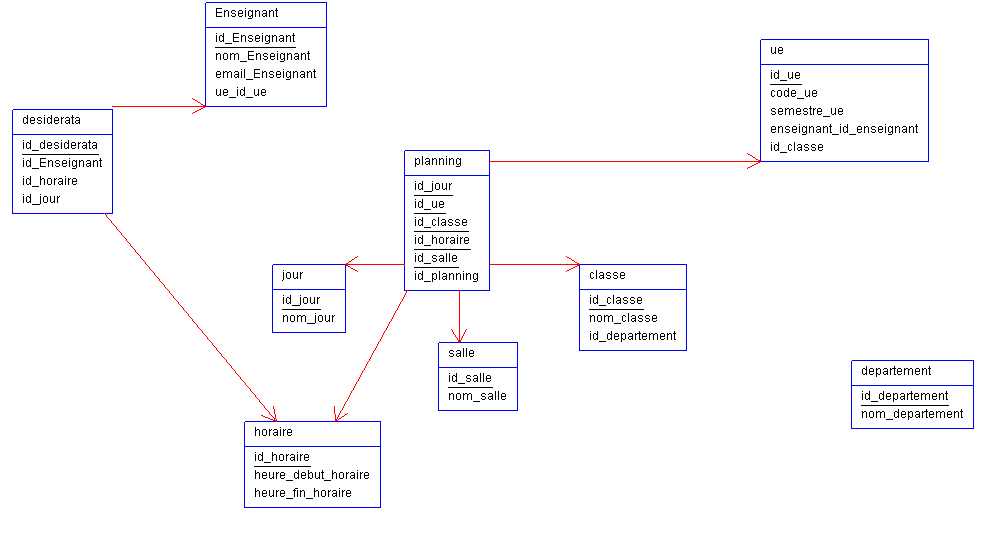 Enseignant
id_Enseignant
nom_Enseignant
email_Enseignant
ue_id_ue
ue
id_ue
code_ue
semestre_ue
enseignant_id_enseignant
id_classe
desiderata
id_desiderata
id_Enseignant
id_horaire
id_jour
planning
id_jour
id_ue
id_classe
id_horaire
id_salle
id_planning
jour
id_jour
nom_jour
classe
id_classe
nom_classe
id_departement
salle
id_salle
nom_salle
departement
id_departement
nom_departement
horaire
id_horaire
heure_debut_horaire
heure_fin_horaire